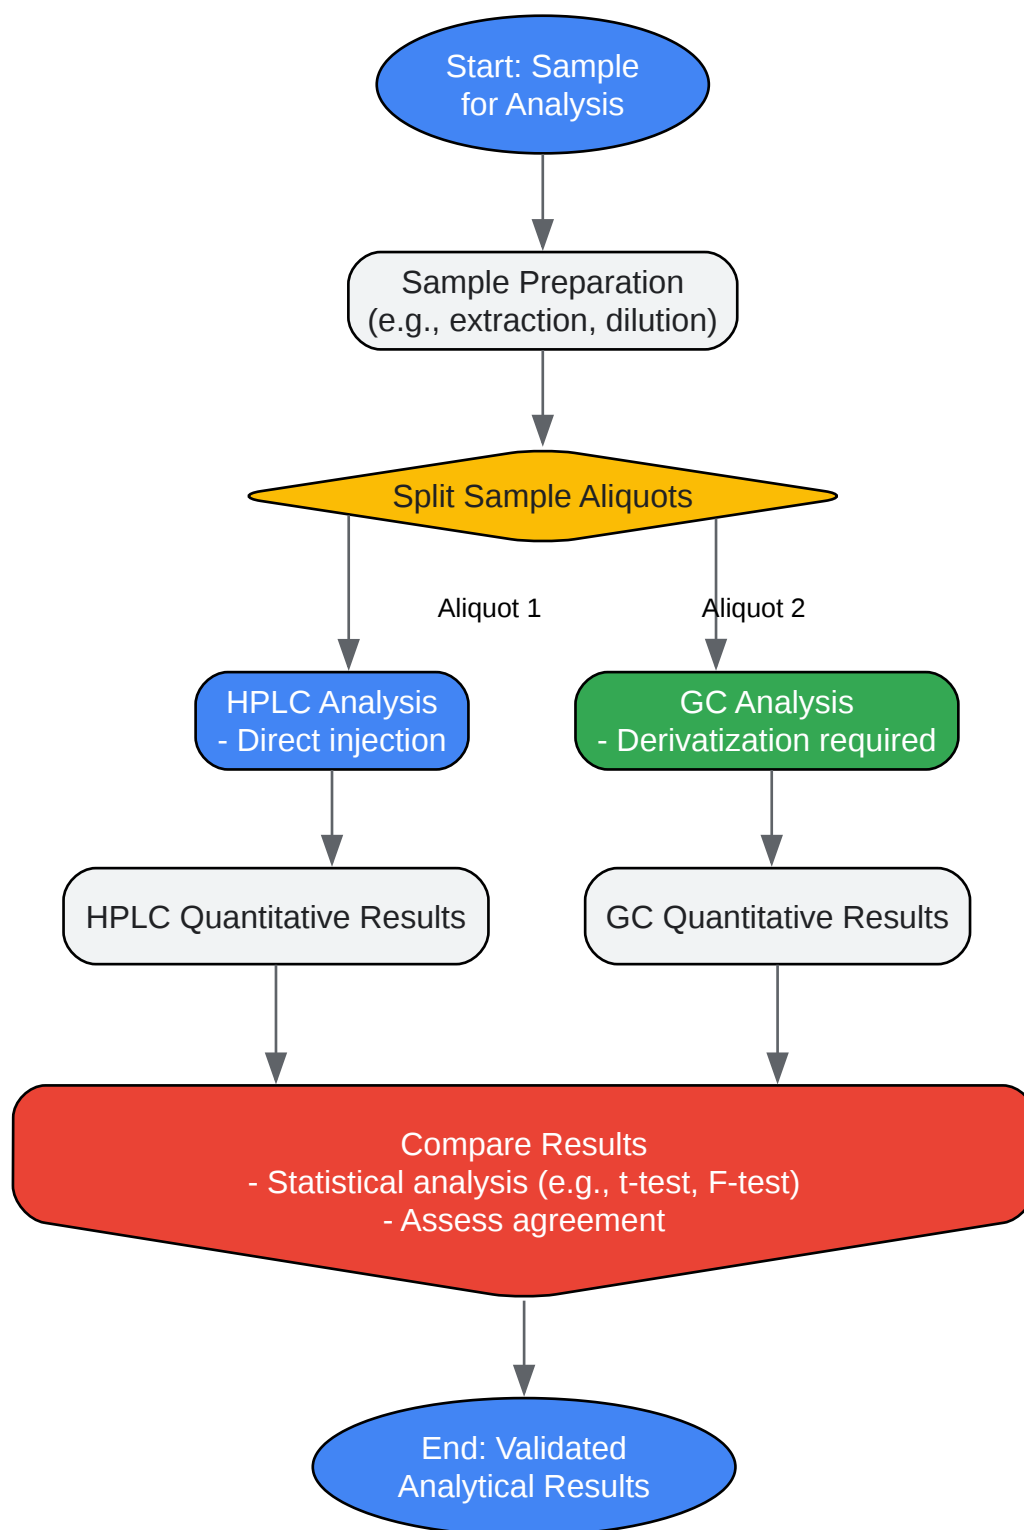 Start: Sample
for Analysis
Sample Preparation
(e.g., extraction, dilution)
Split Sample Aliquots
Aliquot 1
Aliquot 2
HPLC Analysis
- Direct injection
GC Analysis
- Derivatization required
HPLC Quantitative Results
GC Quantitative Results
Compare Results
- Statistical analysis (e.g., t-test, F-test)
- Assess agreement
End: Validated
Analytical Results